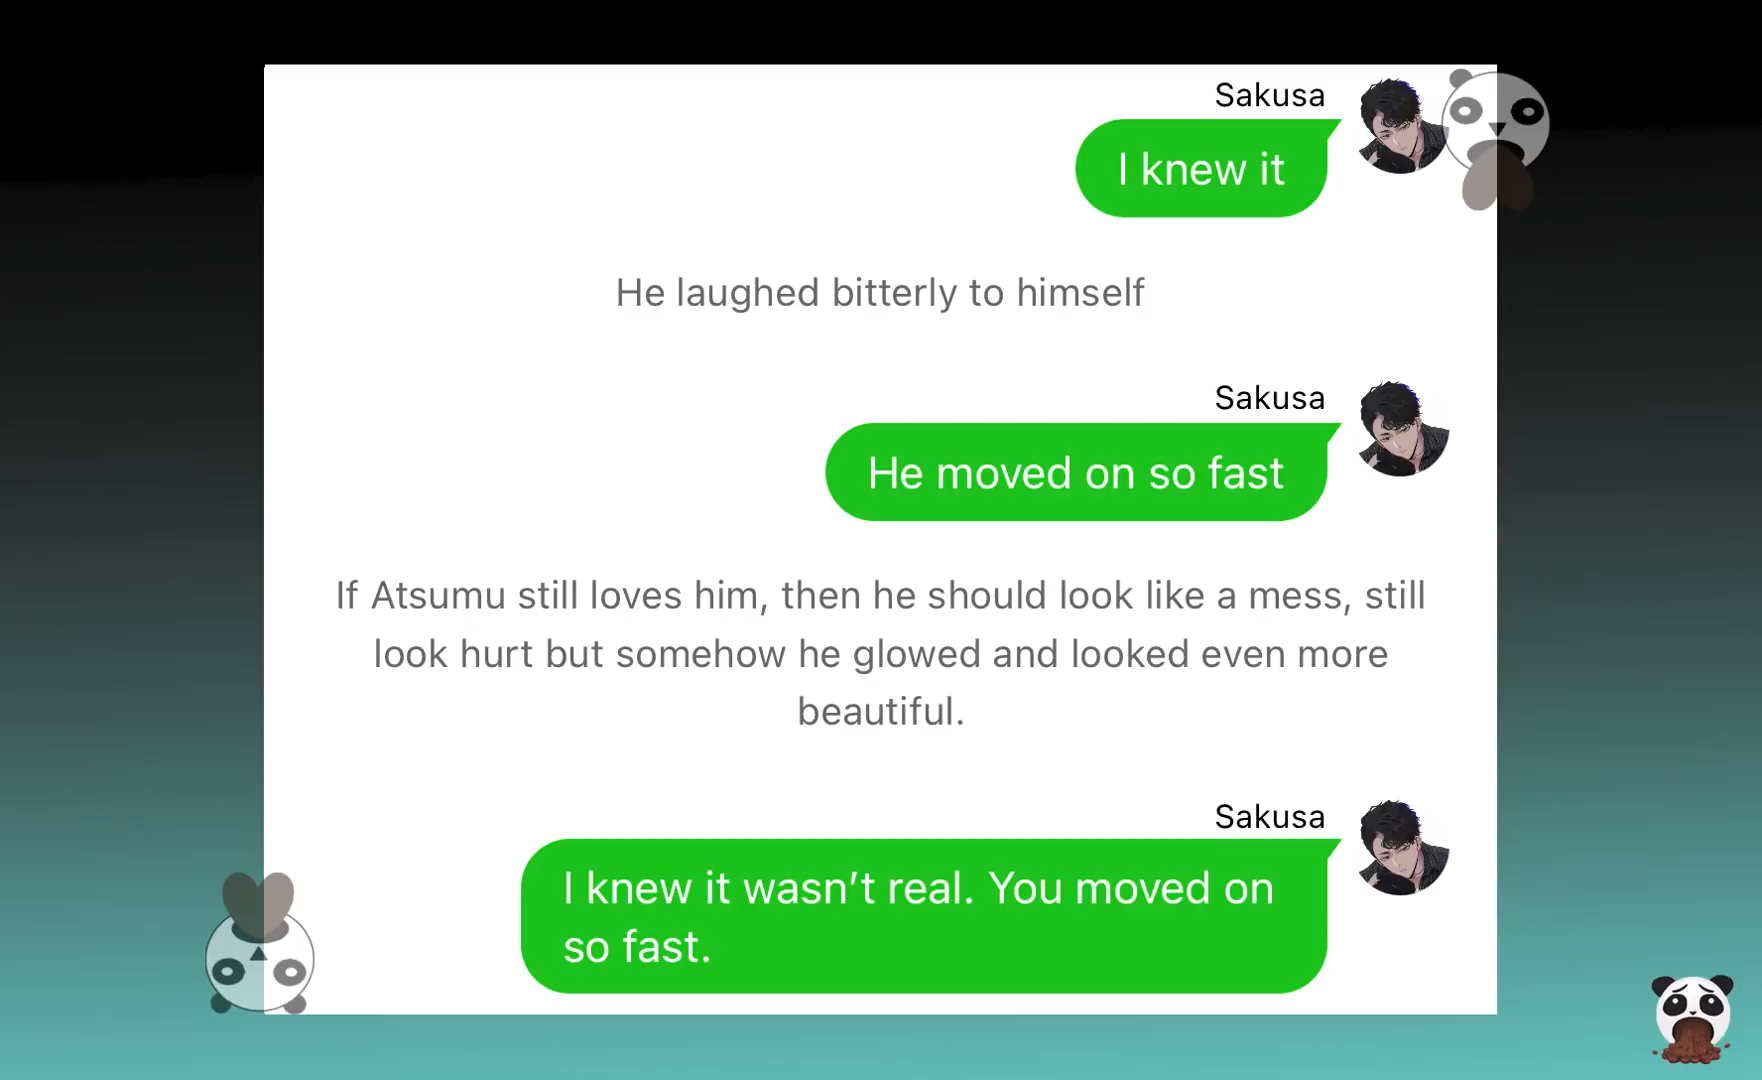 Sakusa
I knew it
He laughed bitterly to himself
Sakusa
He moved on so fast
If Atsumu still loves him, then he should look like a mess, still
look hurt but somehow he glowed and looked even more
beautiful.
Sakusa
I knew it wasn’t real. You moved on
so fast.